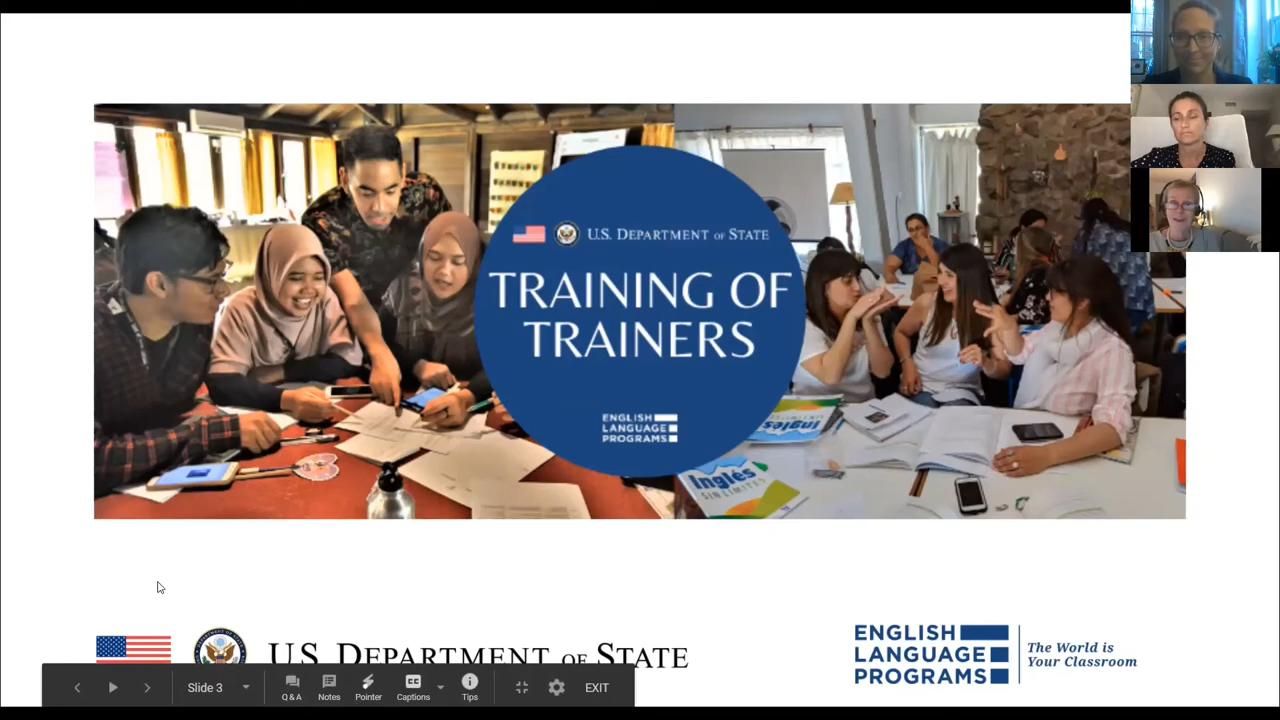 U.S. DEPARTMENT OF STATE
TRAINING OF
TRAINERS
ENGLISH
LANGUAGE
PROGRAMS
Inglés
Inglés
SIN LIMITES
U.S. DEPARTMENT OF STATE
ENGLISH
LANGUAGE
PROGRAMS
The World is
Your Classroom
Slide 3
Q & A
Notes
Pointer
Captions
Tips
EXIT